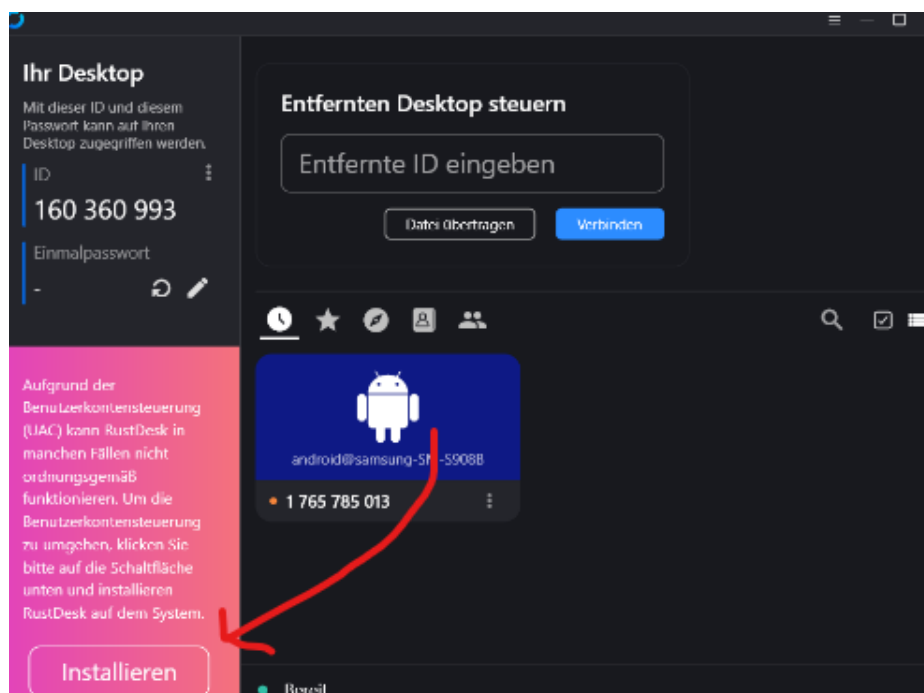 Ihr Desktop
Mit dieser ID und diesem
Passwort kann auf Ihren
Desktop zugegriffen werden.
ID
160 360 993
Einmalpasswort
-
Aufgrund der
Benutzerkontensteuerung
(UAC) kann RustDesk in
manchen Fällen nicht
ordnungsgemäß
funktionieren. Um die
Benutzerkontensteuerung
zu umgehen, klicken Sie
bitte auf die Schaltfläche
unten und installieren
RustDesk auf dem System.
Installieren
Entfernten Desktop steuern
Entfernte ID eingeben
Datei übertragen
Verbinden
android@samsung-SM-S908B
1 765 785 013
Bereit